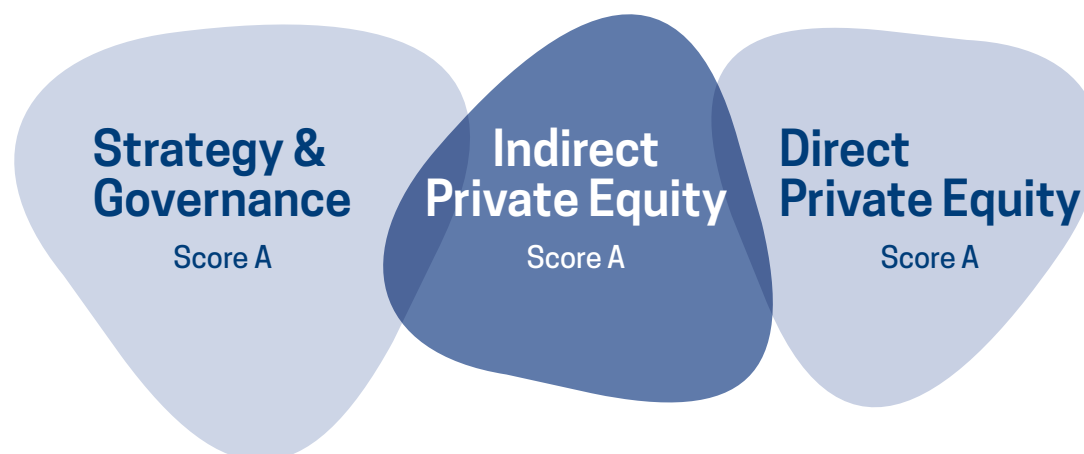 Strategy &
Governance
Score A
Indirect
Private Equity
Score A
Direct
Private Equity
Score A